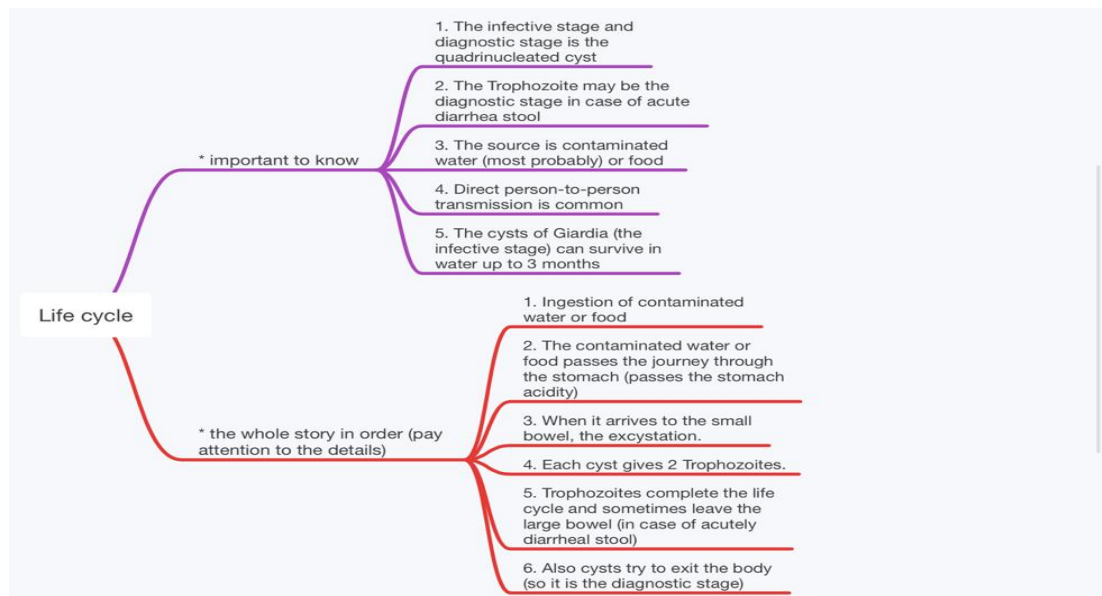 1. The infective stage and
diagnostic stage is the
quadrinucleated cyst
2. The Trophozoite may be the
diagnostic stage in case of acute
diarrhea stool
* important to know
3. The source is contaminated
water (most probably) or food
4. Direct person-to-person
transmission is common
5. The cysts of Giardia (the
infective stage) can survive in
water up to 3 months
Life cycle
1. Ingestion of contaminated
water or food
2. The contaminated water or
food passes the journey through
the stomach (passes the stomach
acidity)
* the whole story in order (pay
attention to the details)
3. When it arrives to the small
bowel, the excystation.
4. Each cyst gives 2 Trophozoites.
5. Trophozoites complete the life
cycle and sometimes leave the
large bowel (in case of acutely
diarrheal stool)
6. Also cysts try to exit the body
(so it is the diagnostic stage)